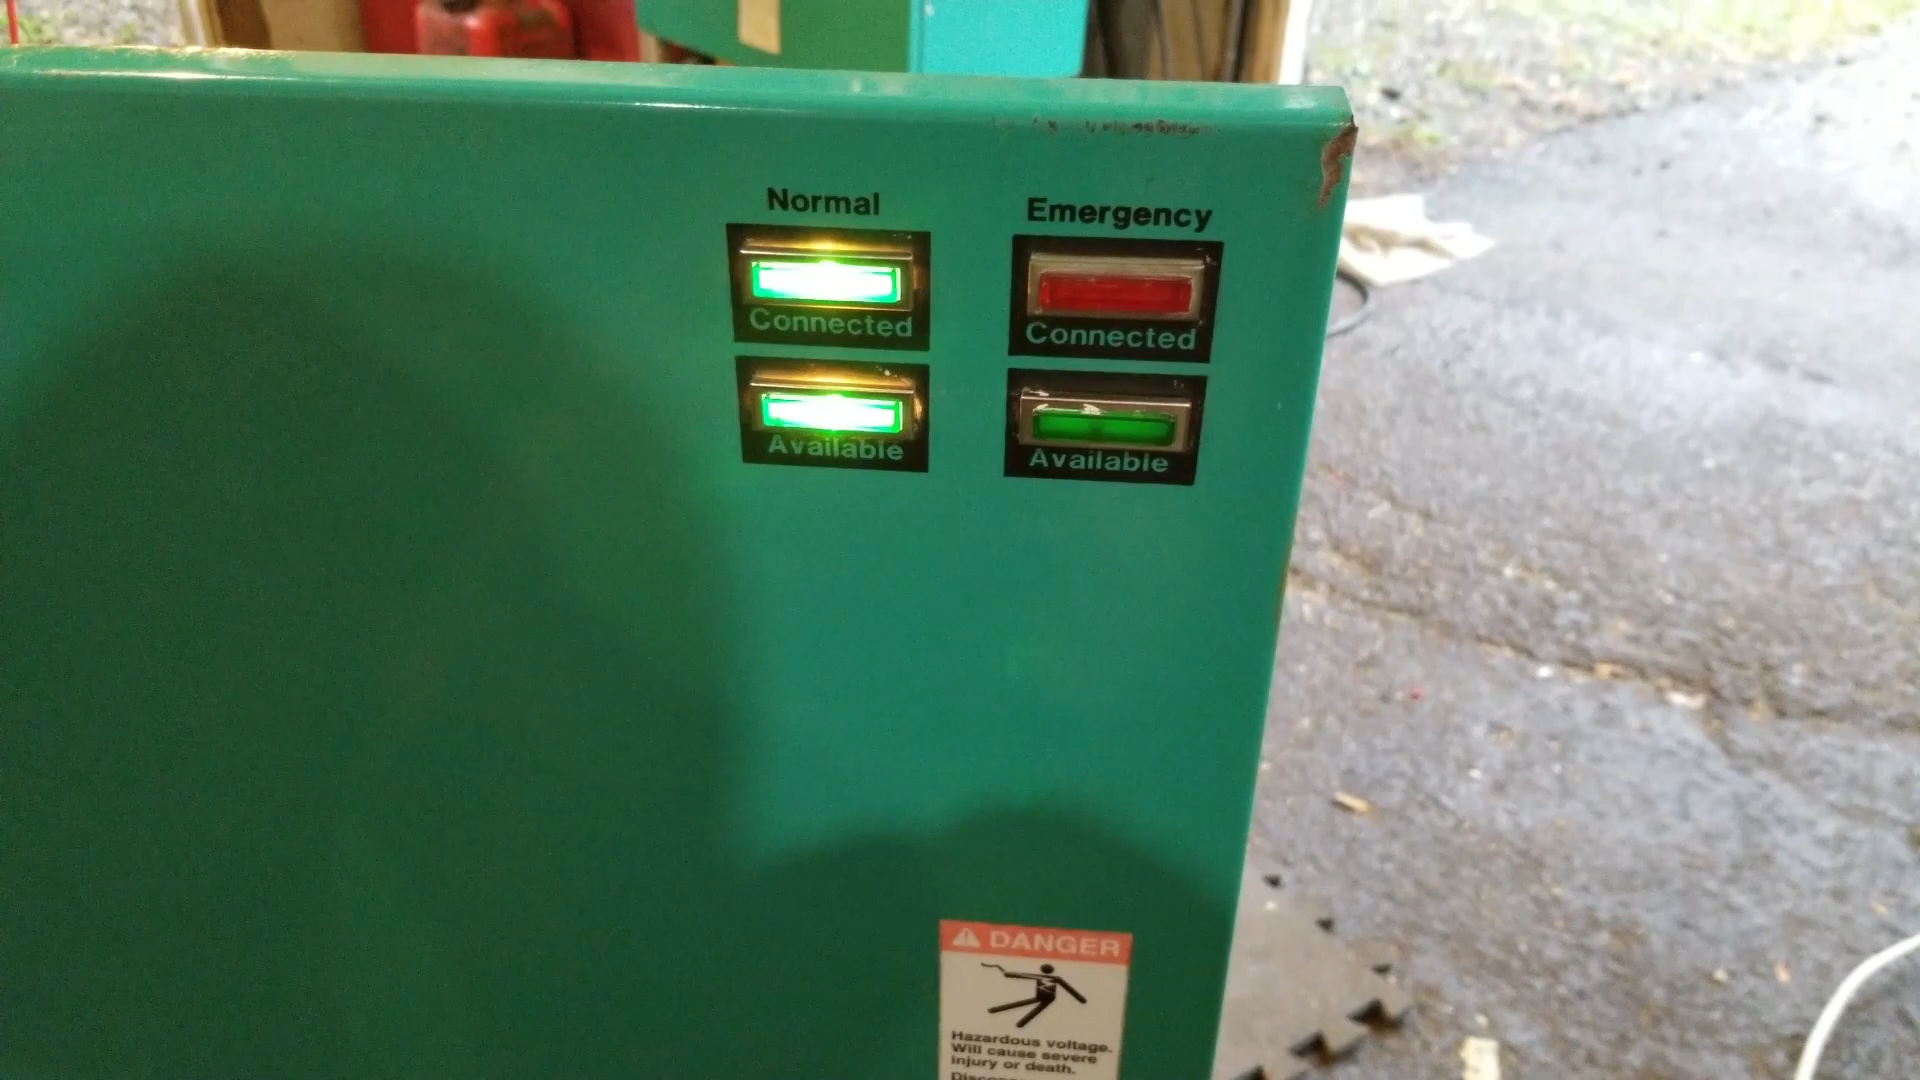 Normal
Emergency
Connected
Connected
Available
Available
DANGER
Hazardous voltage.
Will cause severe
injury or death.